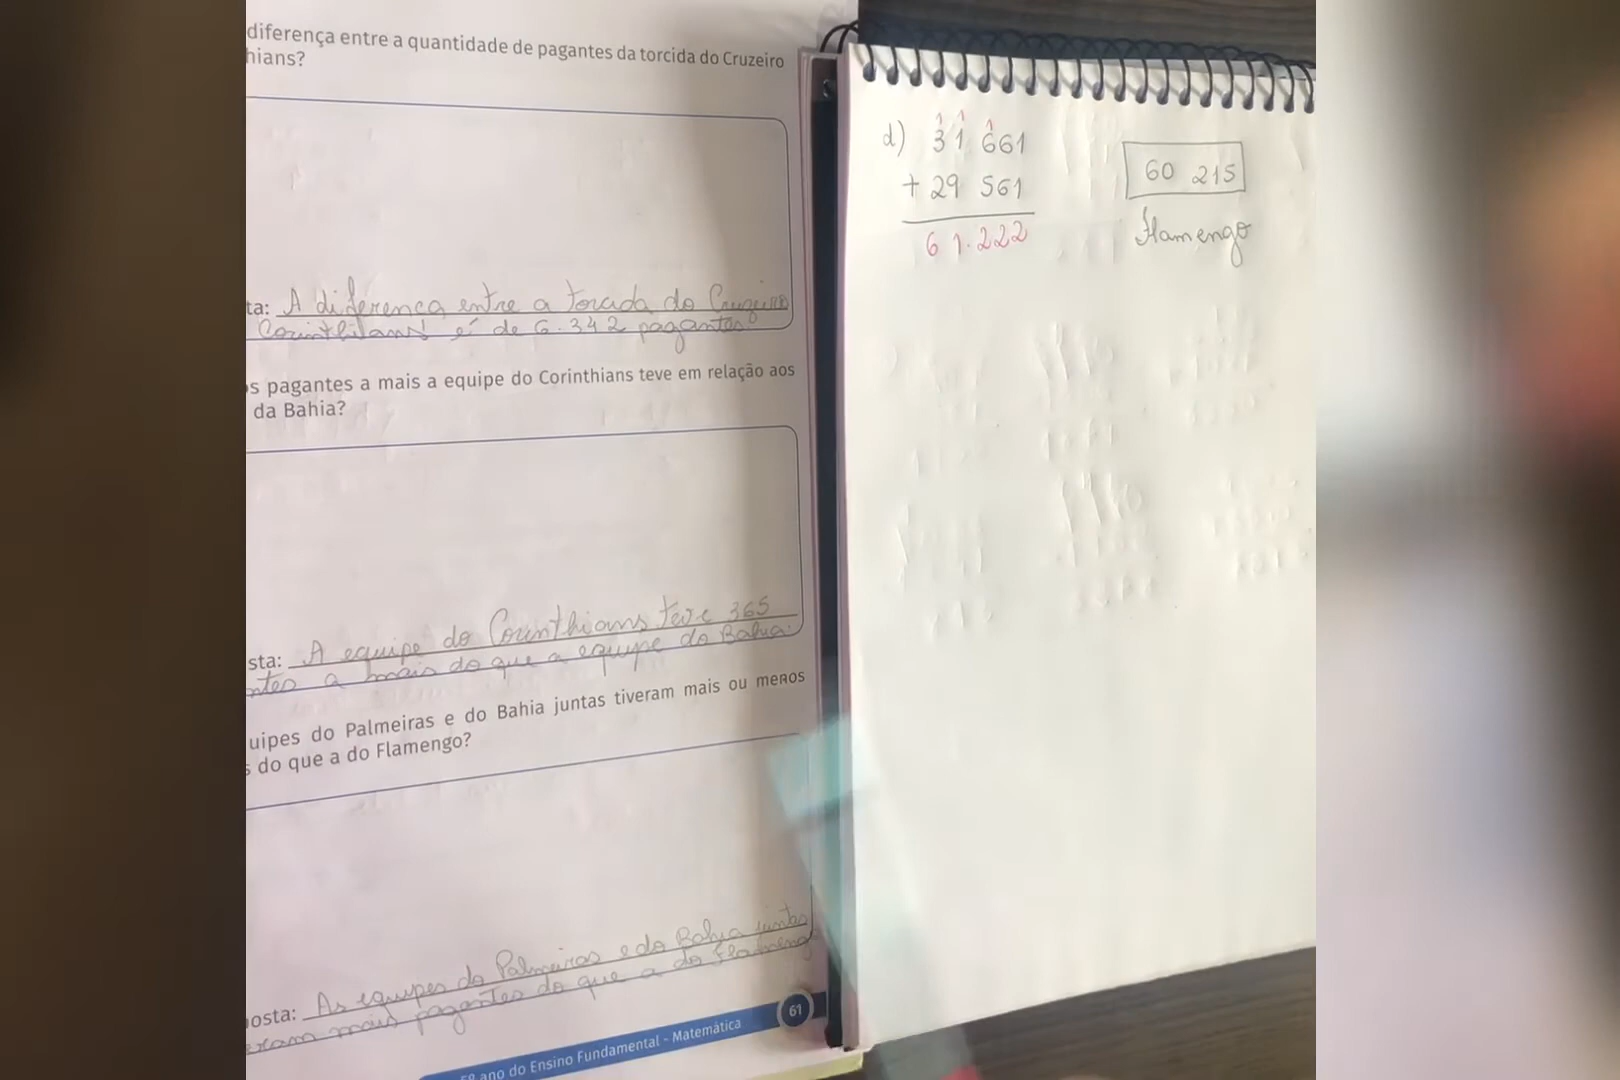 diferença entre a quantidade de pagantes da torcida do Cruzeiro
hians?
ta: A diferenca entre a torcida do Cruzeiro
Corinthians é de 6.342 pagantes
s pagantes a mais a equipe do Corinthians teve em relação aos
da Bahia?
sta: A equipe do Corinthians teve 365
ntes a mais do que a equipe do Bahia.
uipes do Palmeiras e do Bahia juntas tiveram mais ou menos
s do que a do Flamengo?
osta: As equipes do Palmeiras e do Bahia juntas
eram mais pagantes do que a do Flamengo
61
5º ano do Ensino Fundamental - Matemática
d) 31 661
+ 29 561
61.222
60 215
Flamengo